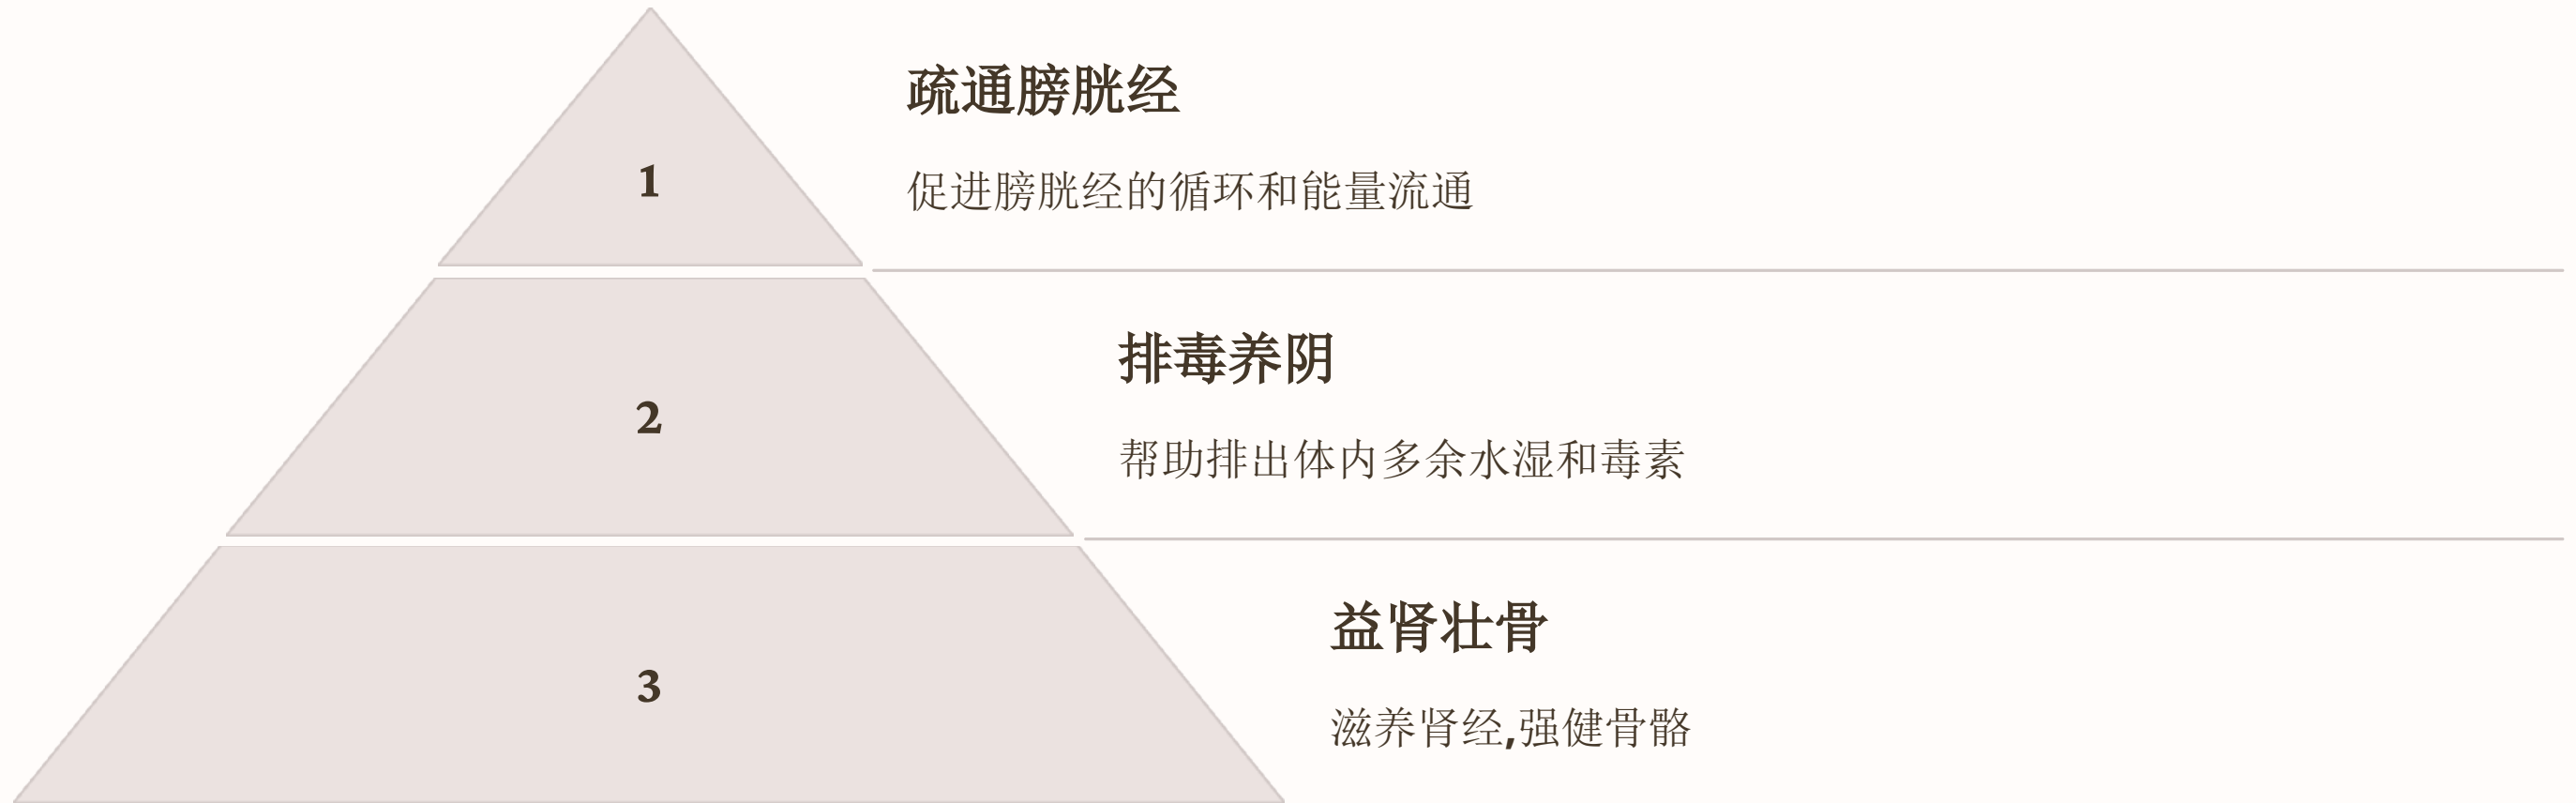 1
疏通膀胱经
促进膀胱经的循环和能量流通
2
排毒养阴
帮助排出体内多余水湿和毒素
3
益肾壮骨
滋养肾经,强健骨骼